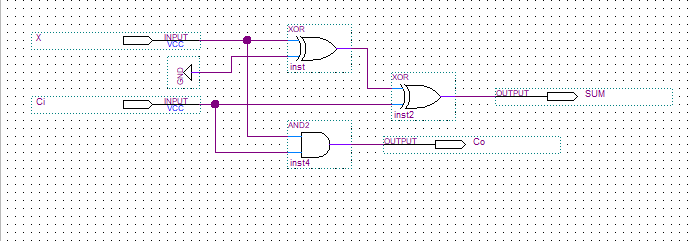 XOR
X
INPUT
VCC
inst
GND
XOR
Ci
INPUT
VCC
OUTPUT
SUM
inst2
AND2
OUTPUT
Co
inst4